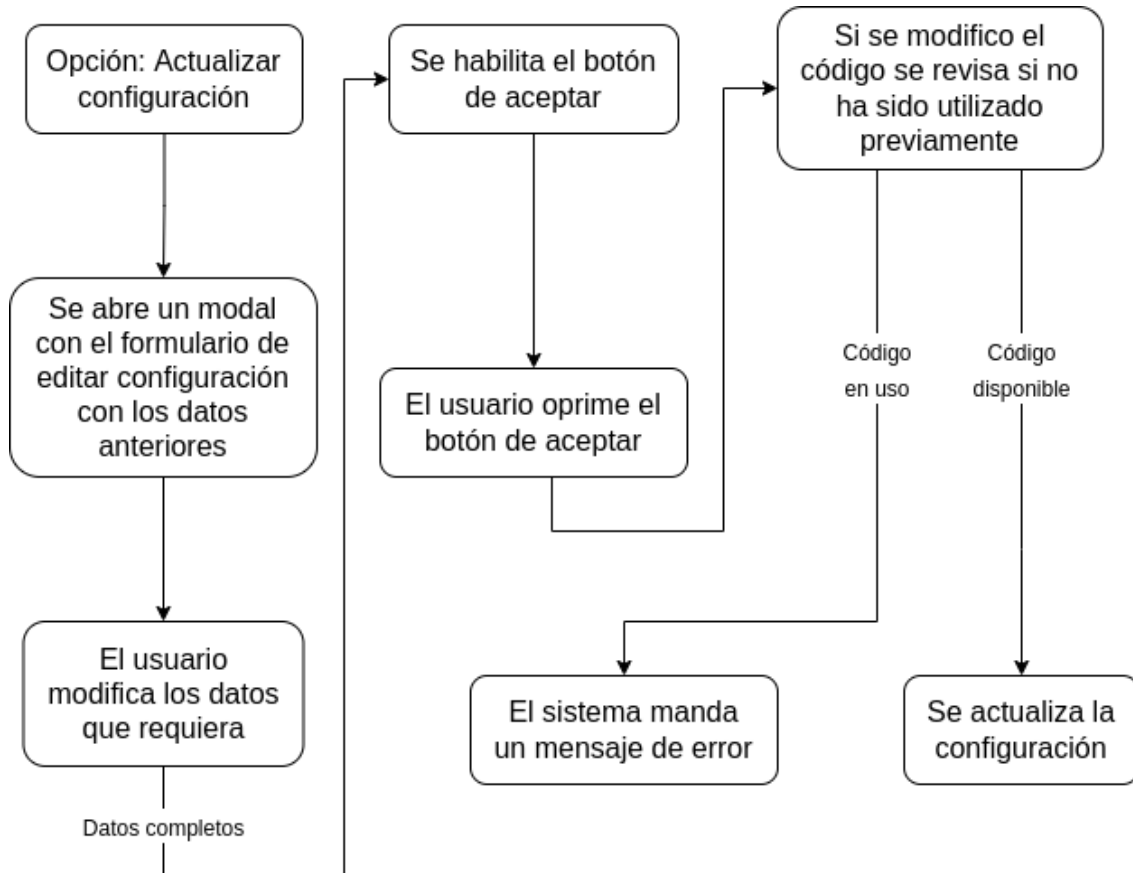 Opción: Actualizar
configuración
Se abre un modal
con el formulario de
editar configuración
con los datos
anteriores
El usuario
modifica los datos
que requiera
Datos completos
Se habilita el botón
de aceptar
El usuario oprime el
botón de aceptar
Si se modifico el
código se revisa si no
ha sido utilizado
previamente
Código
en uso
Código
disponible
El sistema manda
un mensaje de error
Se actualiza la
configuración